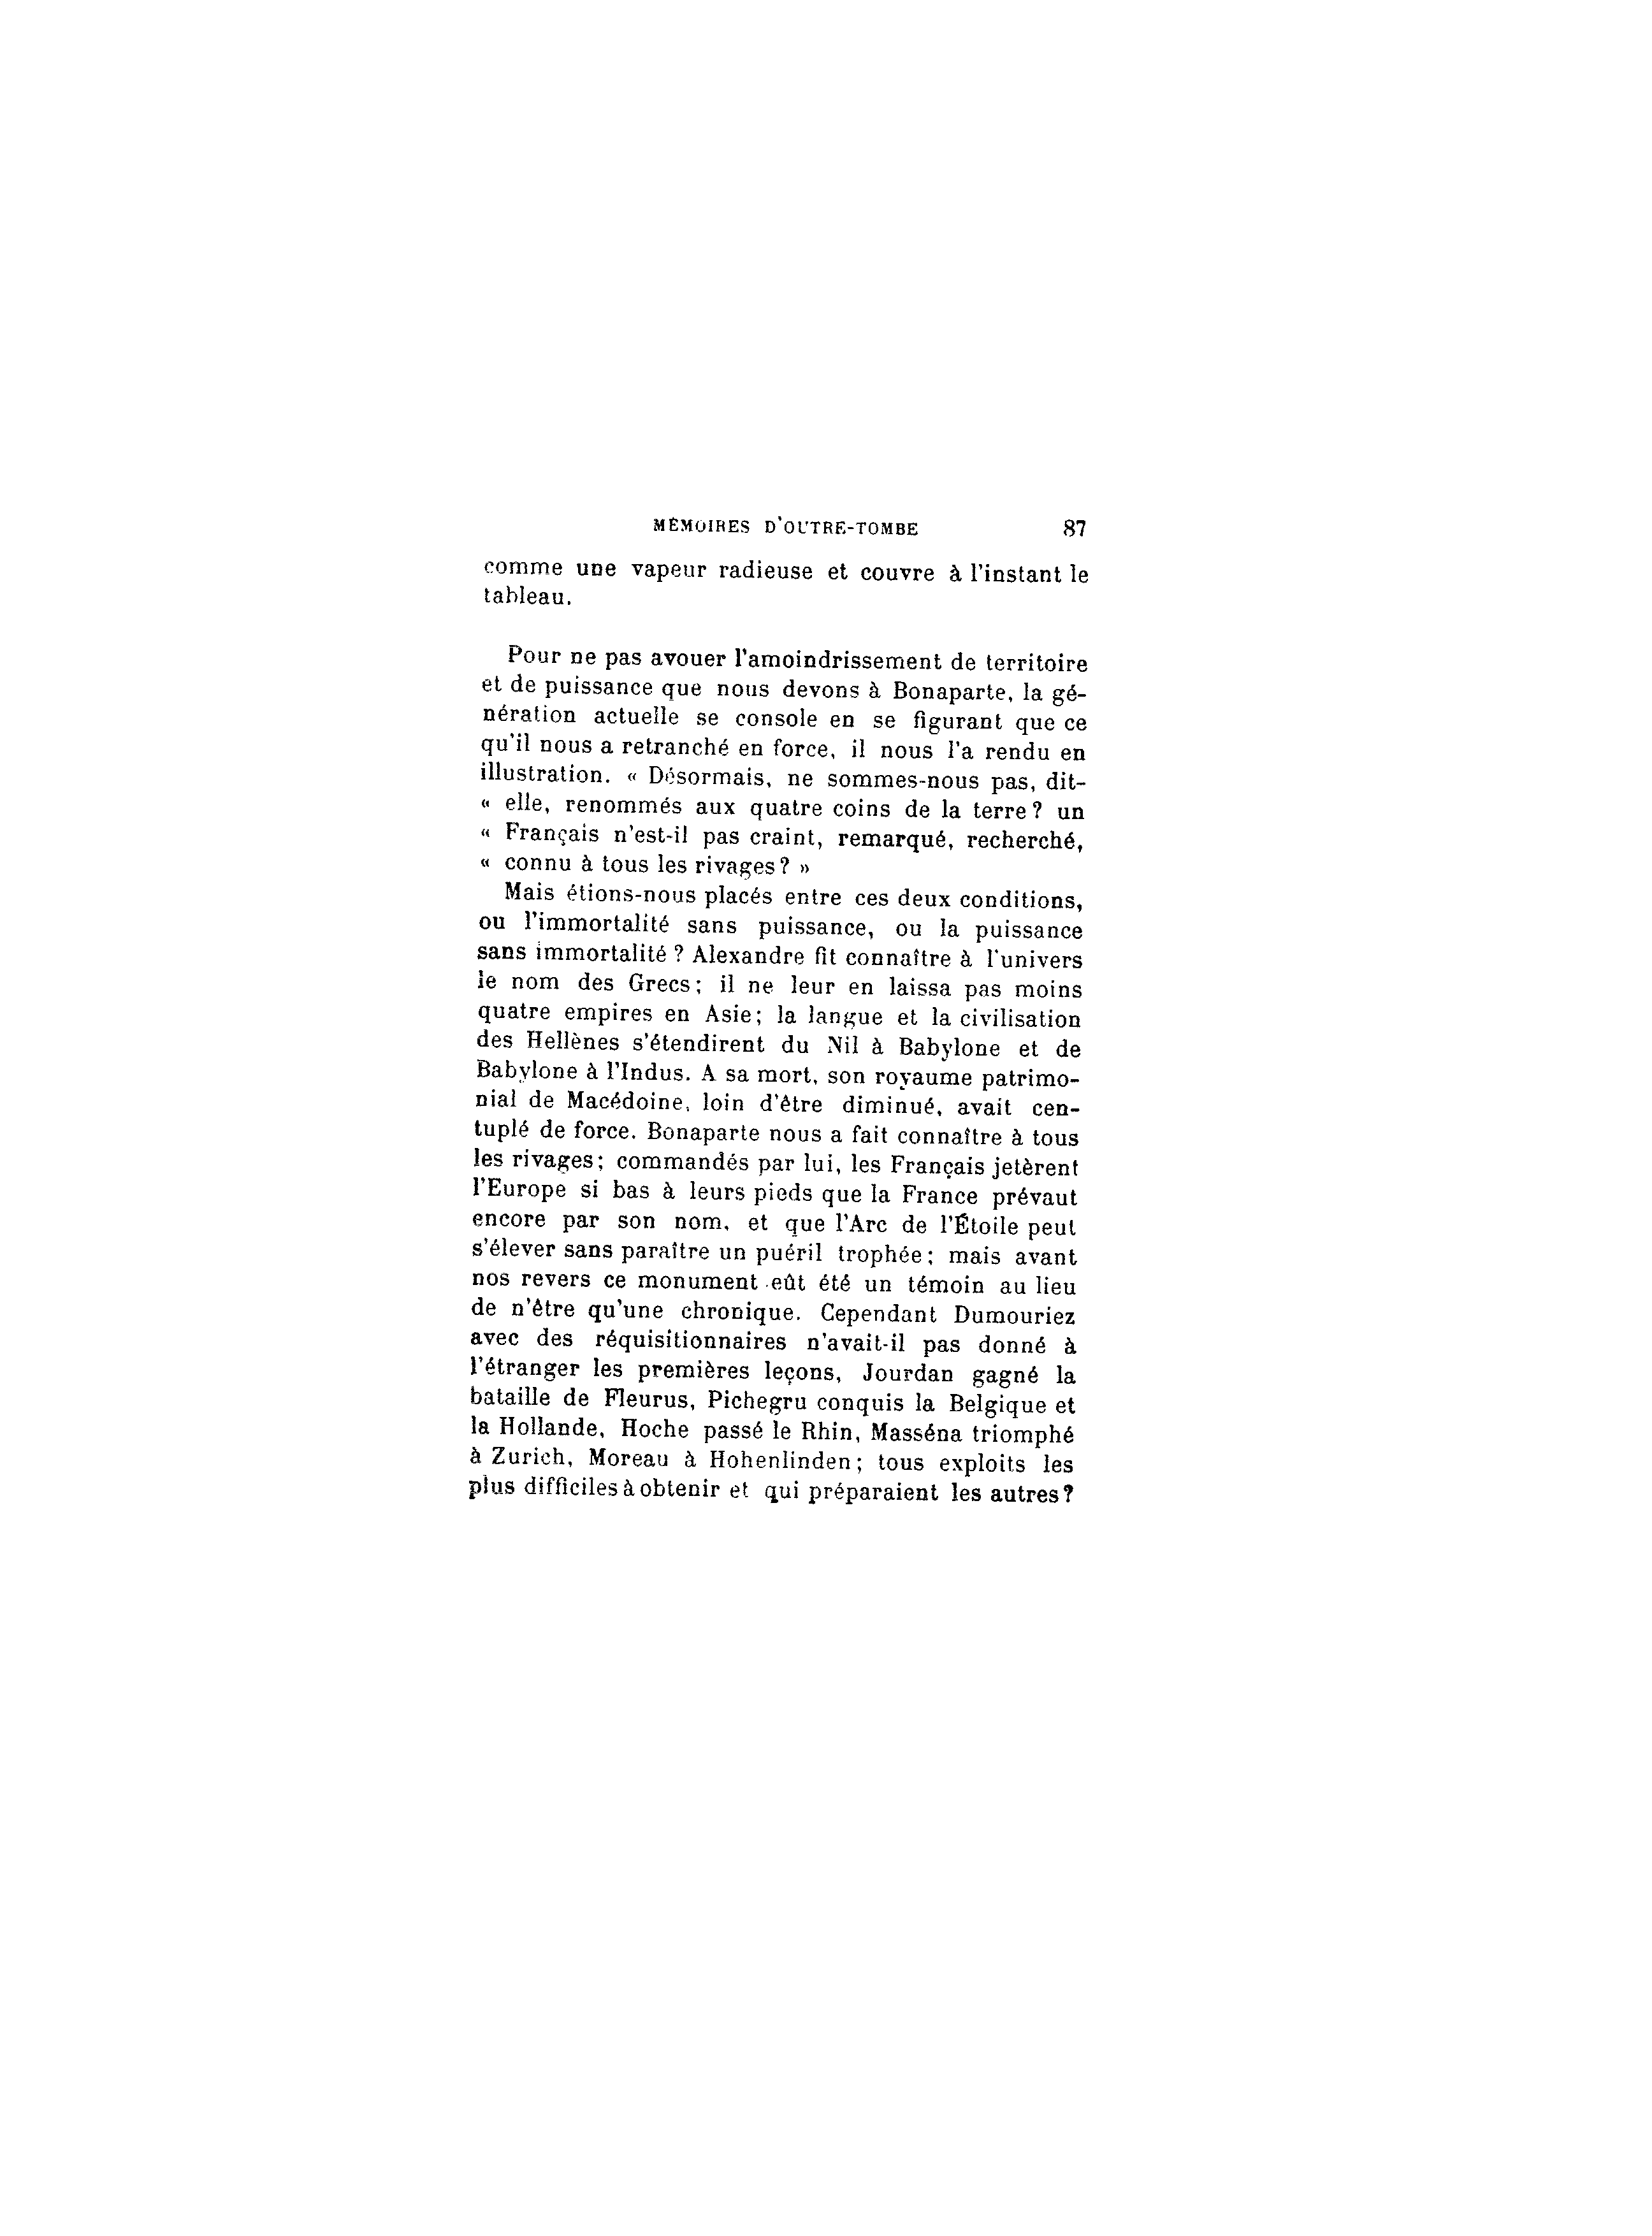 MÉMOIRES D'OUTRE-TOMBE 87
comme une vapeur radieuse et couvre à l'instant le
tableau.
Pour ne pas avouer l'amoindrissement de territoire
et de puissance que nous devons à Bonaparte, la gé-
nération actuelle se console en se figurant que ce
qu'il nous a retranché en force, il nous l'a rendu en
illustration. « Désormais, ne sommes-nous pas, dit-
« elle, renommés aux quatre coins de la terre? un
« Français n'est-il pas craint, remarqué, recherché,
« connu à tous les rivages? »
Mais étions-nous placés entre ces deux conditions,
ou l'immortalité sans puissance, ou la puissance
sans immortalité? Alexandre fit connaître à l'univers
le nom des Grecs; il ne leur en laissa pas moins
quatre empires en Asie; la langue et la civilisation
des Hellènes s'étendirent du Nil à Babylone et de
Babylone à l'Indus. A sa mort, son royaume patrimo-
nial de Macédoine, loin d'être diminué, avait cen-
tuplé de force. Bonaparte nous a fait connaître à tous
les rivages; commandés par lui, les Français jetèrent
l'Europe si bas à leurs pieds que la France prévaut
encore par son nom, et que l'Arc de l'Étoile peut
s'élever sans paraître un puéril trophée; mais avant
nos revers ce monument eût été un témoin au lieu
de n'être qu'une chronique. Cependant Dumouriez
avec des réquisitionnaires n'avait-il pas donné à
l'étranger les premières leçons, Jourdan gagné la
bataille de Fleurus, Pichegru conquis la Belgique et
la Hollande, Hoche passé le Rhin, Masséna triomphé
à Zurich, Moreau à Hohenlinden; tous exploits les
plus difficiles à obtenir et qui préparaient les autres?